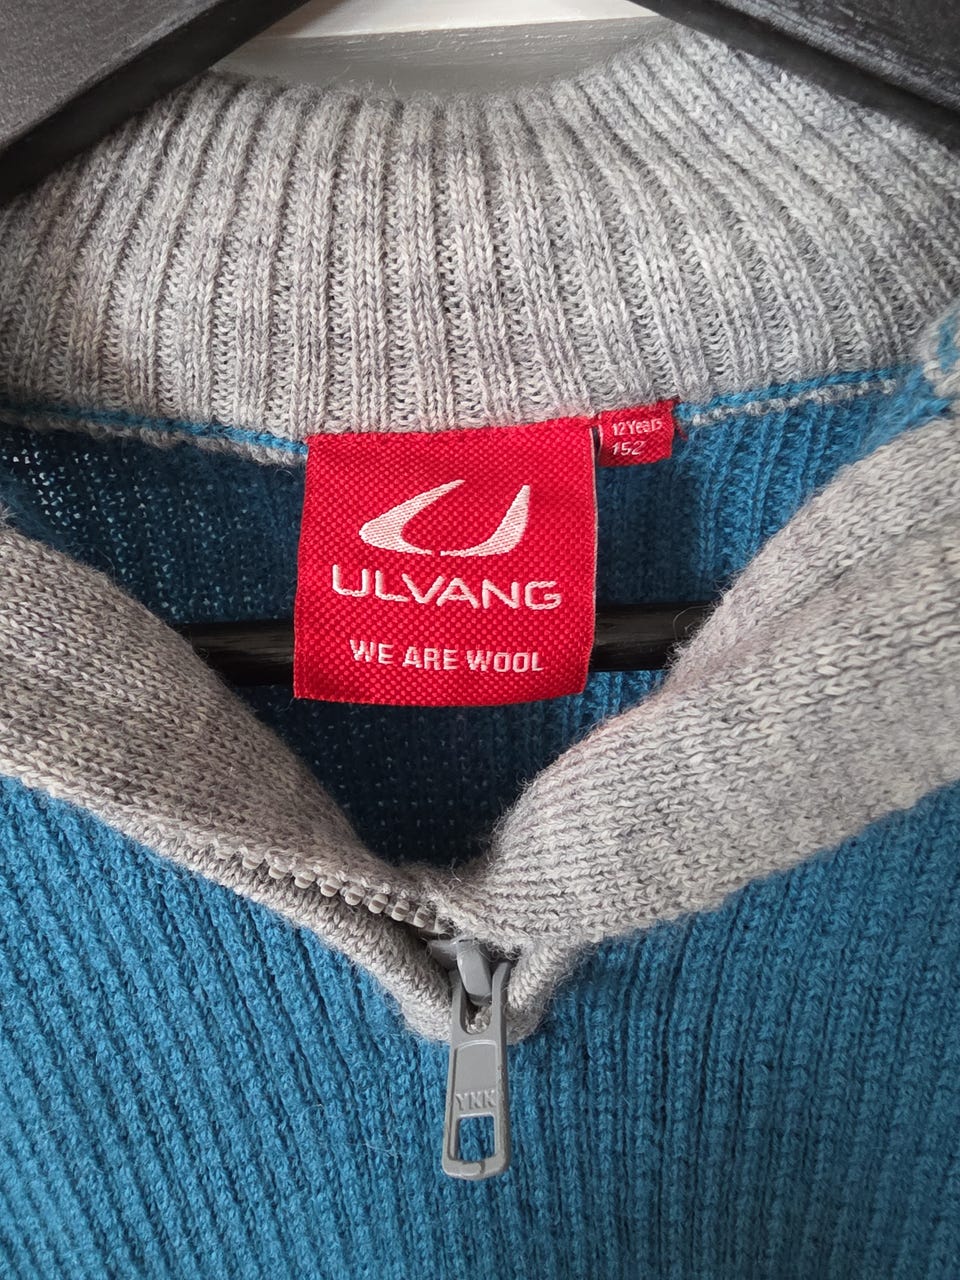 ULVANG
WE ARE WOOL
12Years
152
YKK